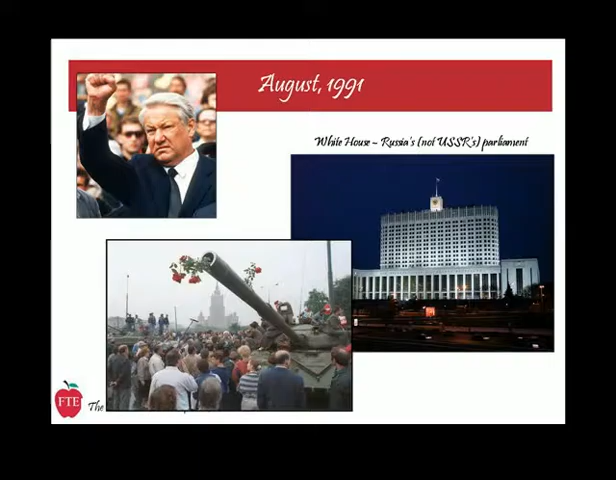 August, 1991
White House ~ Russia's (not USSR's) parliament
FTE
The